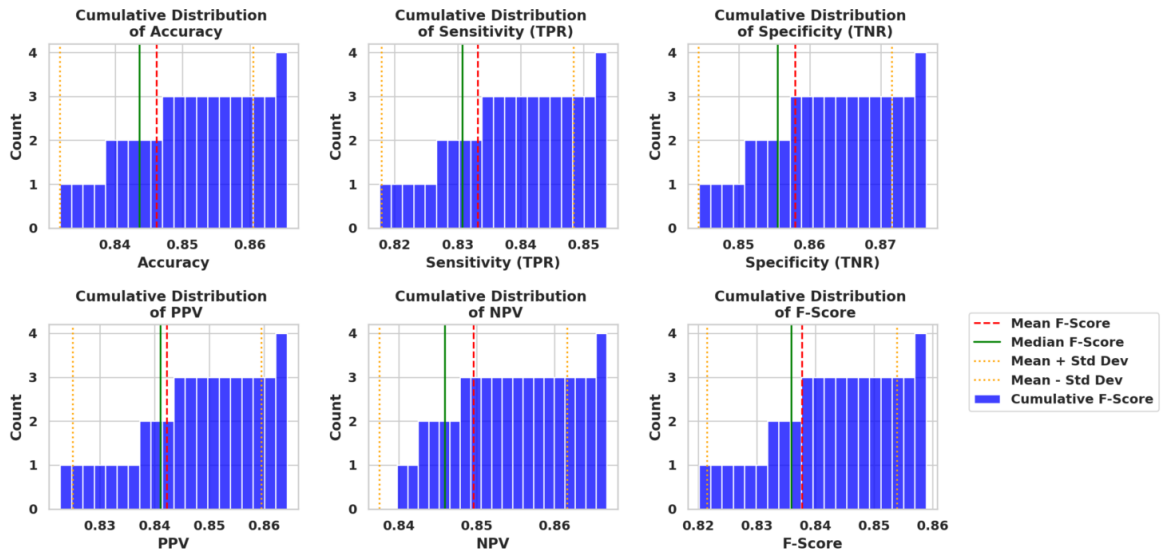 Cumulative Distribution
of Accuracy
Count
4
3
2
1
0
0.84
0.85
0.86
Accuracy
Cumulative Distribution
of Sensitivity (TPR)
Count
4
3
2
1
0
0.82
0.83
0.84
0.85
Sensitivity (TPR)
Cumulative Distribution
of Specificity (TNR)
Count
4
3
2
1
0
0.85
0.86
0.87
Specificity (TNR)
Cumulative Distribution
of PPV
Count
4
3
2
1
0
0.83
0.84
0.85
0.86
PPV
Cumulative Distribution
of NPV
Count
4
3
2
1
0
0.84
0.85
0.86
NPV
Cumulative Distribution
of F-Score
Count
4
3
2
1
0
0.82
0.83
0.84
0.85
0.86
F-Score
Mean F-Score
Median F-Score
Mean + Std Dev
Mean - Std Dev
Cumulative F-Score